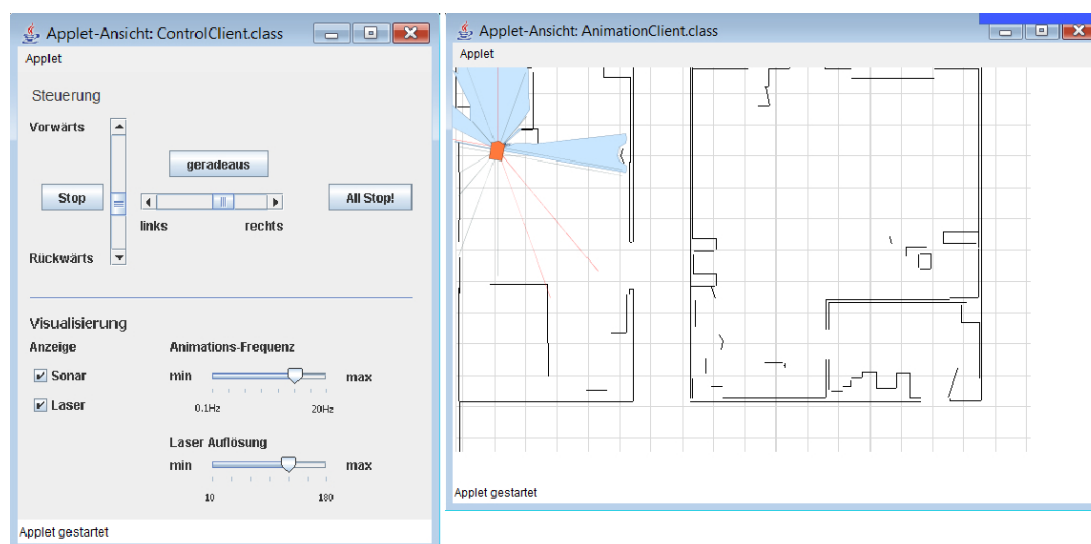 Applet-Ansicht: ControlClient.class
Applet
Steuerung
Vorwärts
geradeaus
Stop
All Stop!
links rechts
Rückwärts
Visualisierung
Anzeige Animations-Frequenz
Sonar min max
Laser 0.1Hz 20Hz
Laser Auflösung
min max
10 180
Applet gestartet
Applet-Ansicht: AnimationClient.class
Applet
Applet gestartet